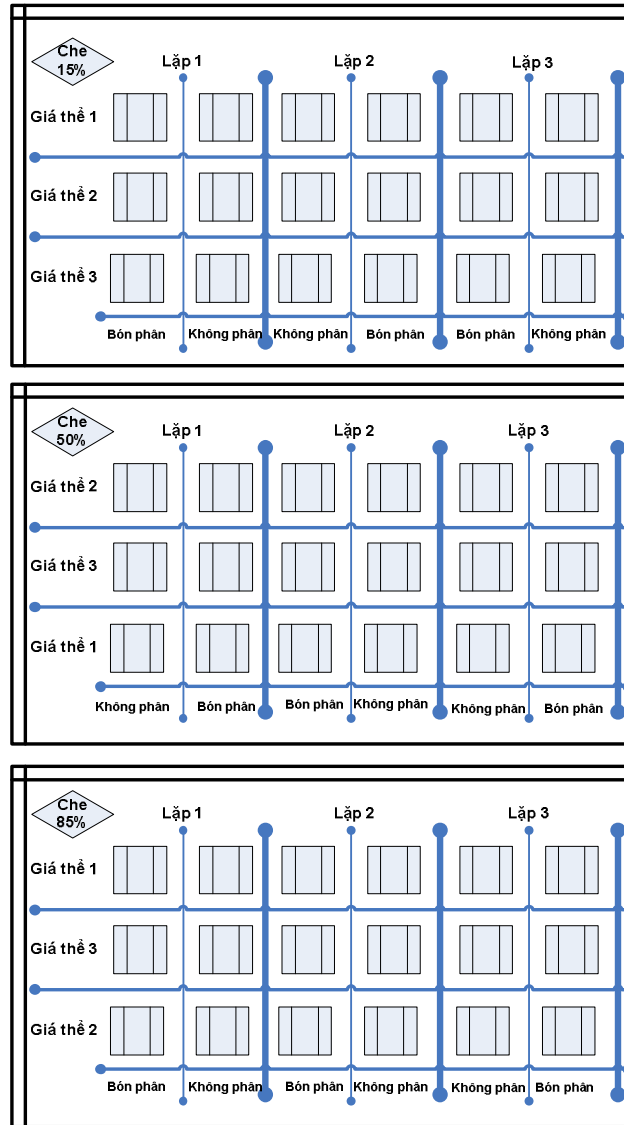 Che
15%
Lặp 1
Lặp 2
Lặp 3
Giá thể 1
Giá thể 2
Giá thể 3
Bón phân
Không phân
Không phân
Bón phân
Bón phân
Không phân
Che
50%
Lặp 1
Lặp 2
Lặp 3
Giá thể 2
Giá thể 3
Giá thể 1
Không phân
Bón phân
Bón phân
Không phân
Không phân
Bón phân
Che
85%
Lặp 1
Lặp 2
Lặp 3
Giá thể 1
Giá thể 3
Giá thể 2
Bón phân
Không phân
Bón phân
Không phân
Không phân
Bón phân